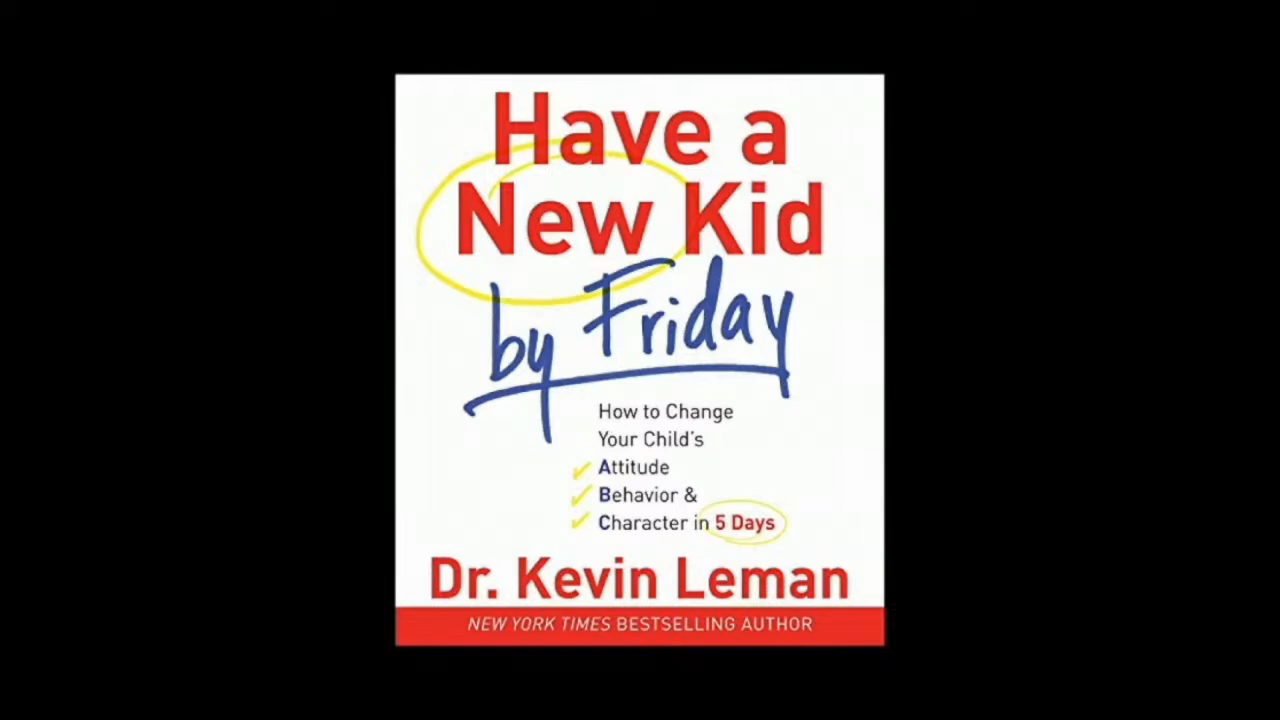 Have a
New Kid
by Friday
How to Change
Your Child's
Attitude
Behavior &
Character in 5 Days
Dr. Kevin Leman
NEW YORK TIMES BESTSELLING AUTHOR